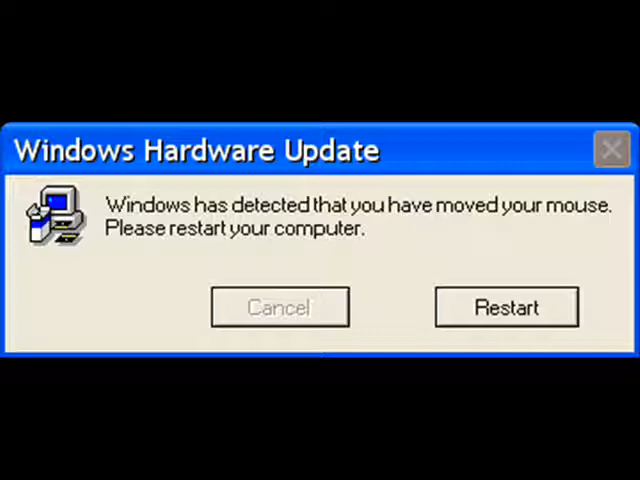 Windows Hardware Update
Windows has detected that you have moved your mouse.
Please restart your computer.
Cancel
Restart